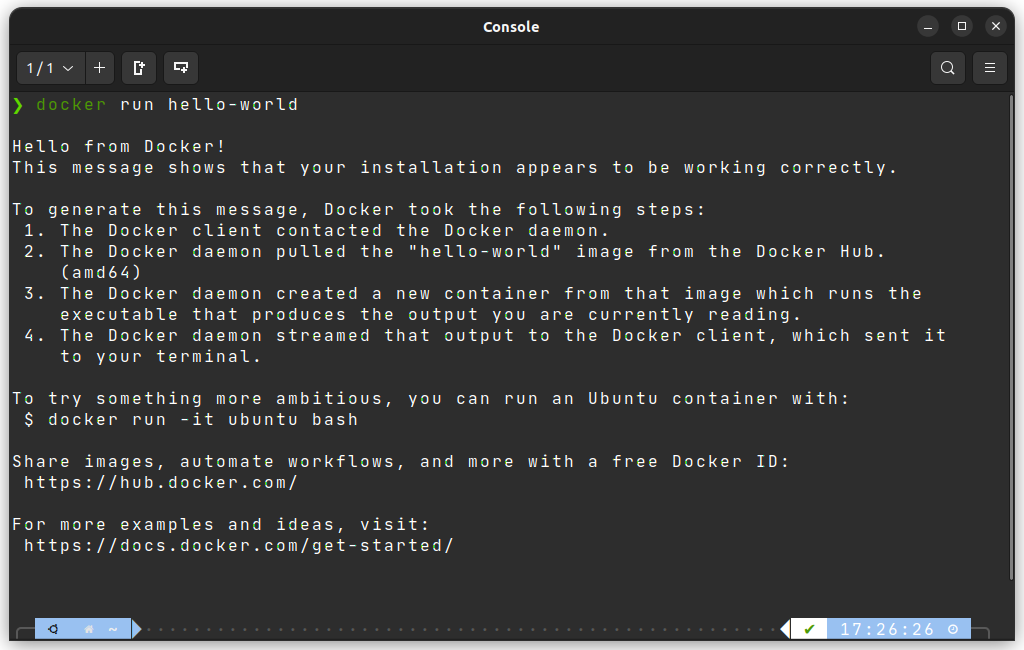 Console
1/1
❯ docker run hello-world
Hello from Docker!
This message shows that your installation appears to be working correctly.
To generate this message, Docker took the following steps:
1. The Docker client contacted the Docker daemon.
2. The Docker daemon pulled the "hello-world" image from the Docker Hub.
(amd64)
3. The Docker daemon created a new container from that image which runs the
executable that produces the output you are currently reading.
4. The Docker daemon streamed that output to the Docker client, which sent it
to your terminal.
To try something more ambitious, you can run an Ubuntu container with:
$ docker run -it ubuntu bash
Share images, automate workflows, and more with a free Docker ID:
https://hub.docker.com/
For more examples and ideas, visit:
https://docs.docker.com/get-started/
~ ✔ 17:26:26